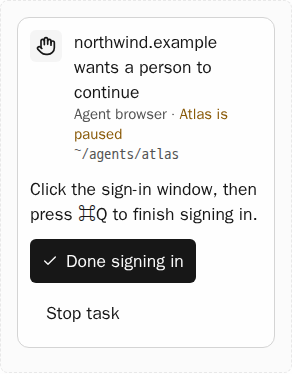 northwind.example
wants a person to
continue
Agent browser · Atlas is
paused
~/agents/atlas
Click the sign-in window, then
press ⌘Q to finish signing in.
Done signing in
Stop task